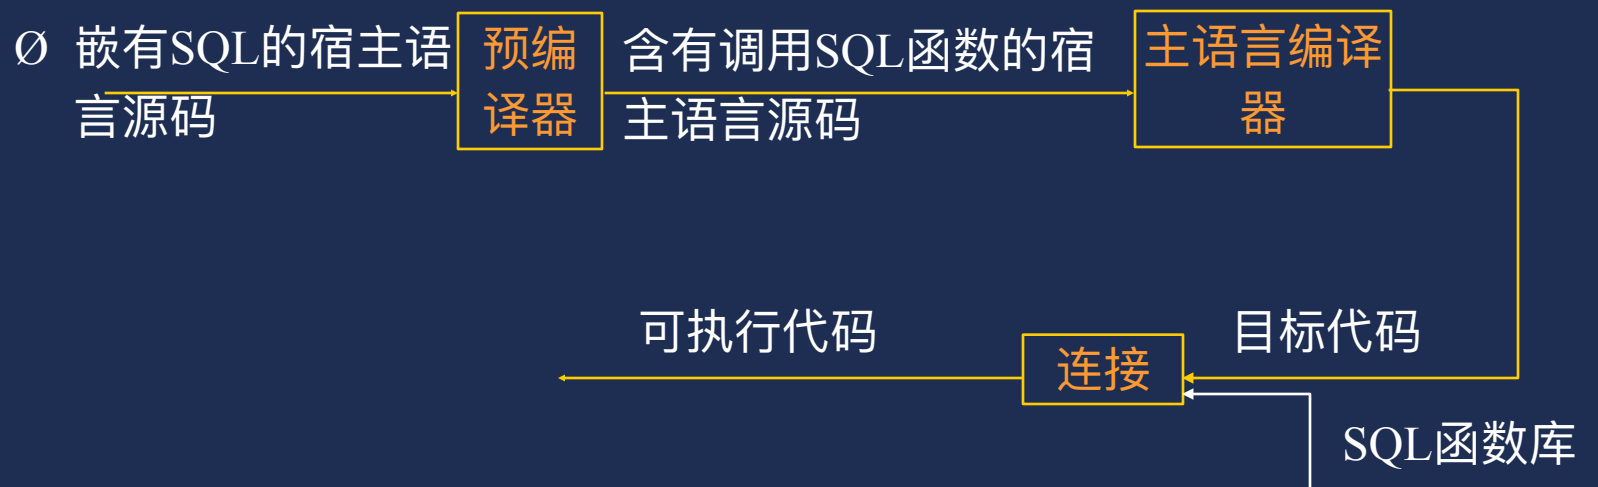 Ø 嵌有SQL的宿主语
言源码
预编
译器
含有调用SQL函数的宿
主语言源码
主语言编译
器
可执行代码
连接
目标代码
SQL函数库